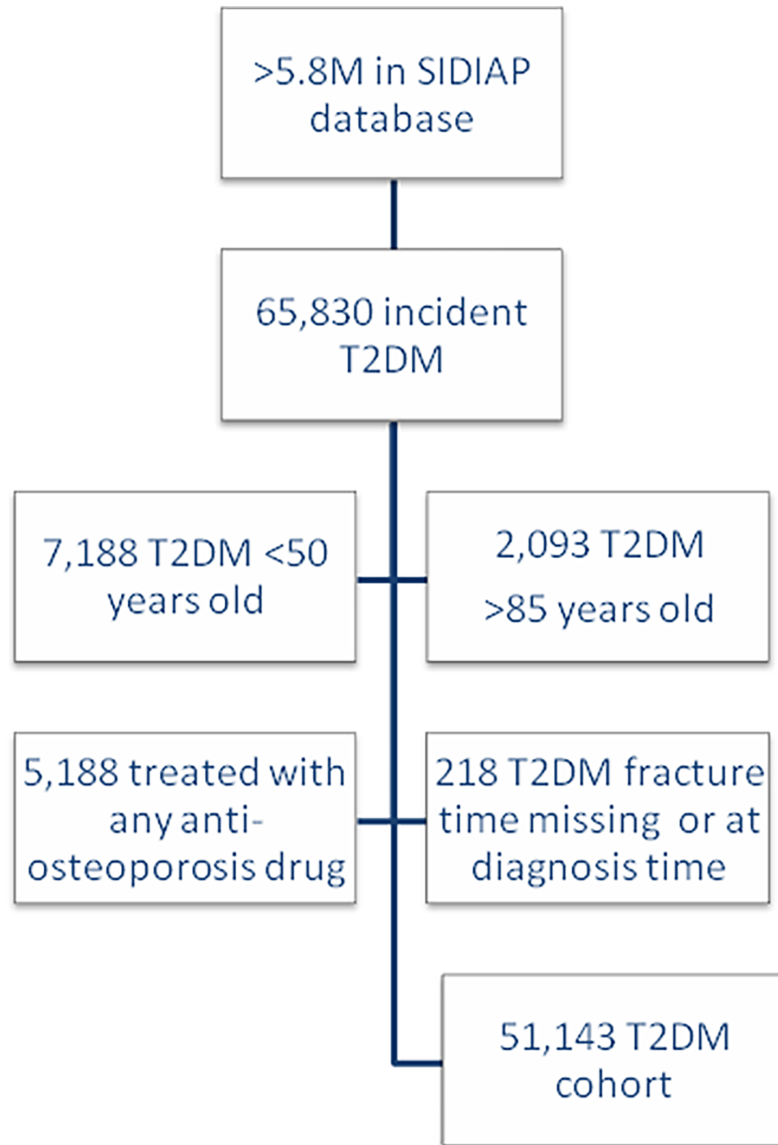 >5.8M in SIDIAP
database
65,830 incident
T2DM
7,188 T2DM <50
years old
2,093 T2DM
>85 years old
5,188 treated with
any anti-
osteoporosis drug
218 T2DM fracture
time missing or at
diagnosis time
51,143 T2DM
cohort